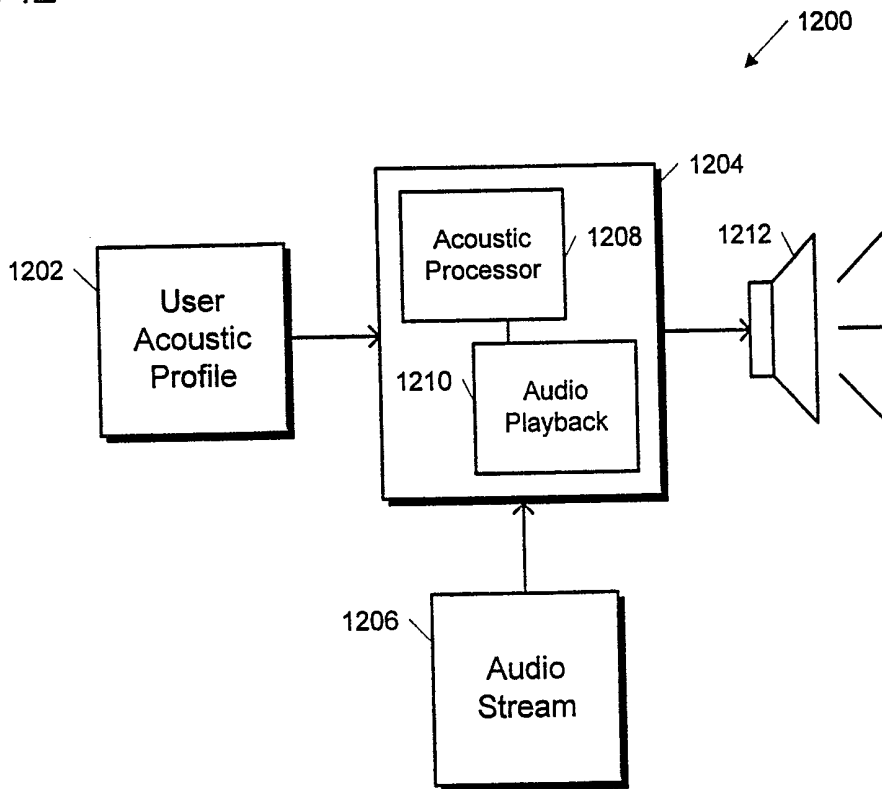 1200
1204
Acoustic
Processor
1208
1212
1202
User
Acoustic
Profile
1210
Audio
Playback
1206
Audio
Stream